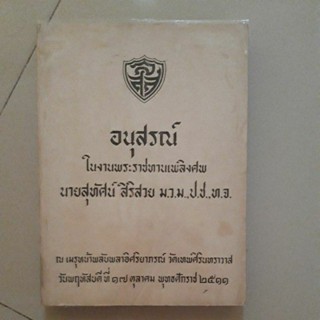 อนุสรณ์
ในงานพระราชทานเพลิงศพ
นายสุทัศน์ สิริสวย ม.ว.ม.,ป.ช.,ท.จ.
ณ เมรุหน้าพลับพลาอิศริยาภรณ์ วัดเทพศิรินทราวาส
วันพฤหัสบดีที่ ๑๗ ตุลาคม พุทธศักราช ๒๕๑๑